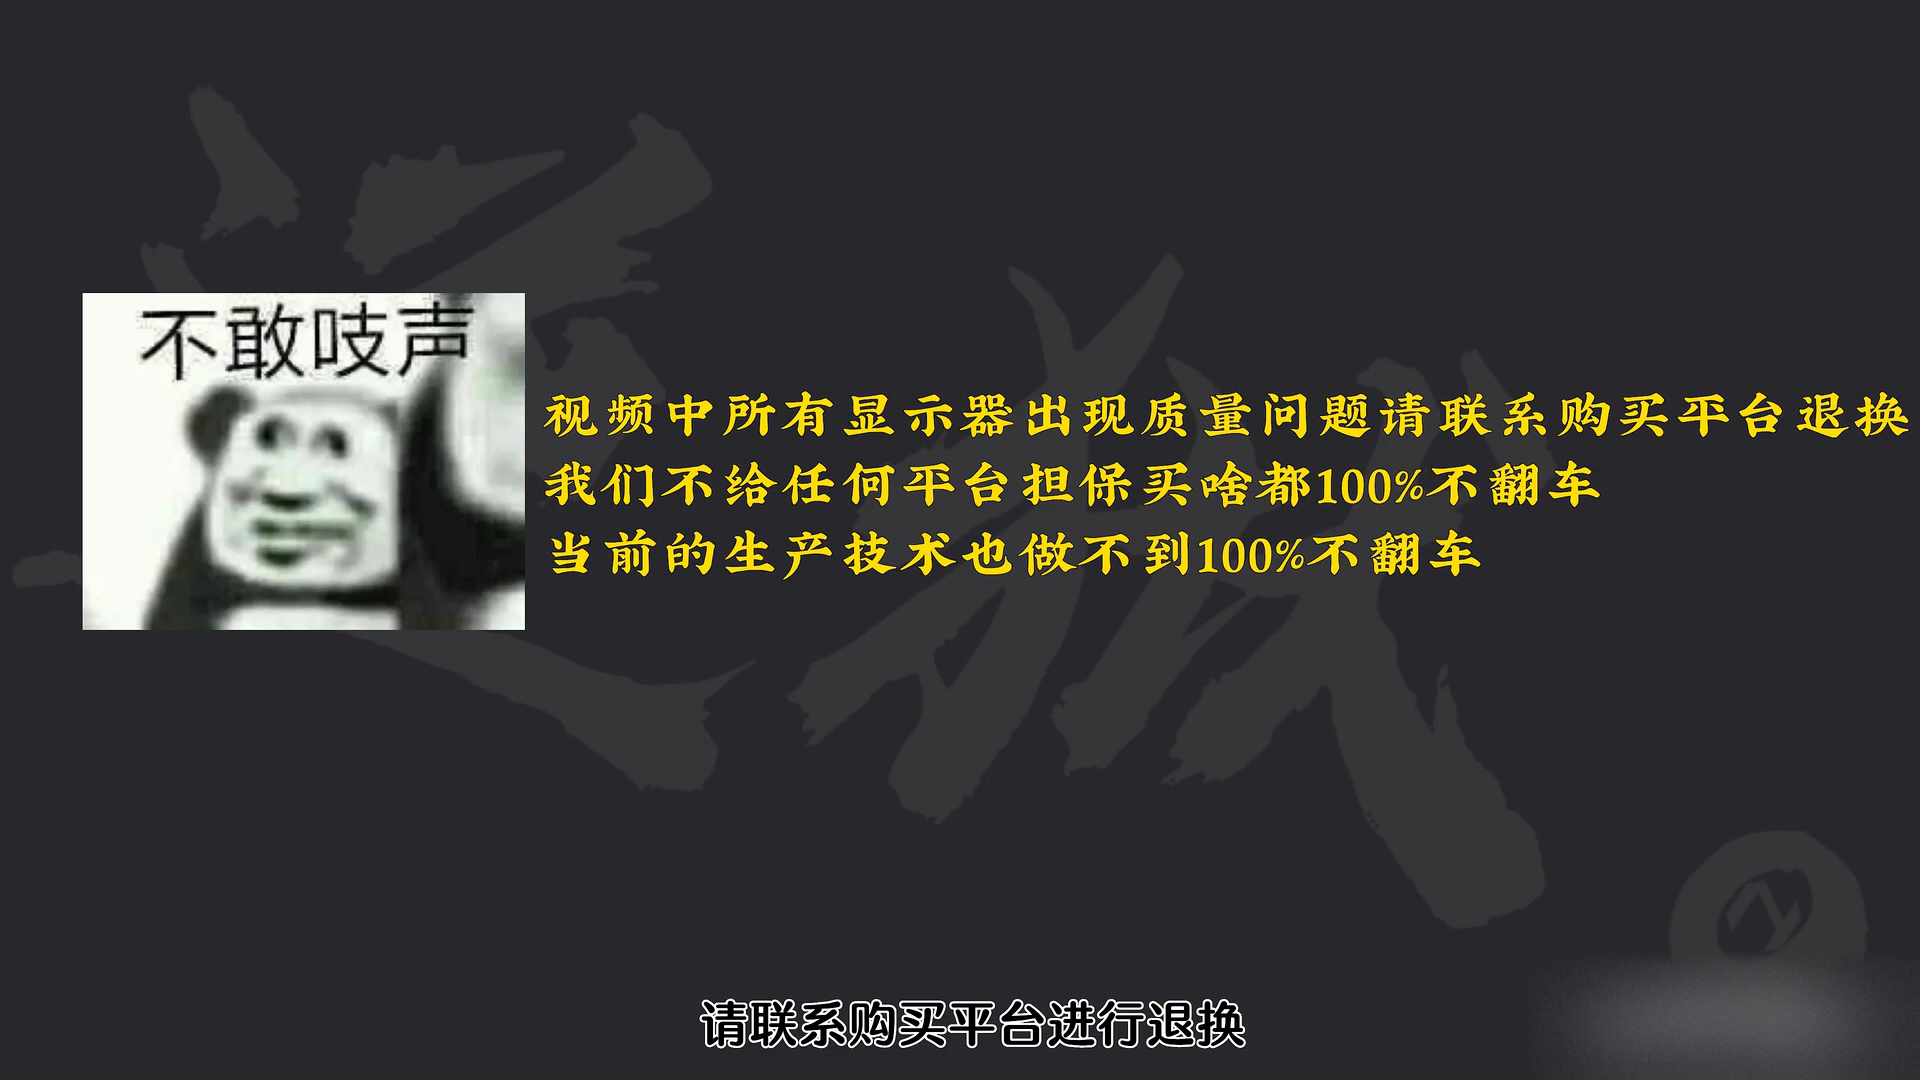 不敢吱声
视频中所有显示器出现质量问题请联系购买平台退换
我们不给任何平台担保买啥都100%不翻车
当前的生产技术也做不到100%不翻车
请联系购买平台进行退换